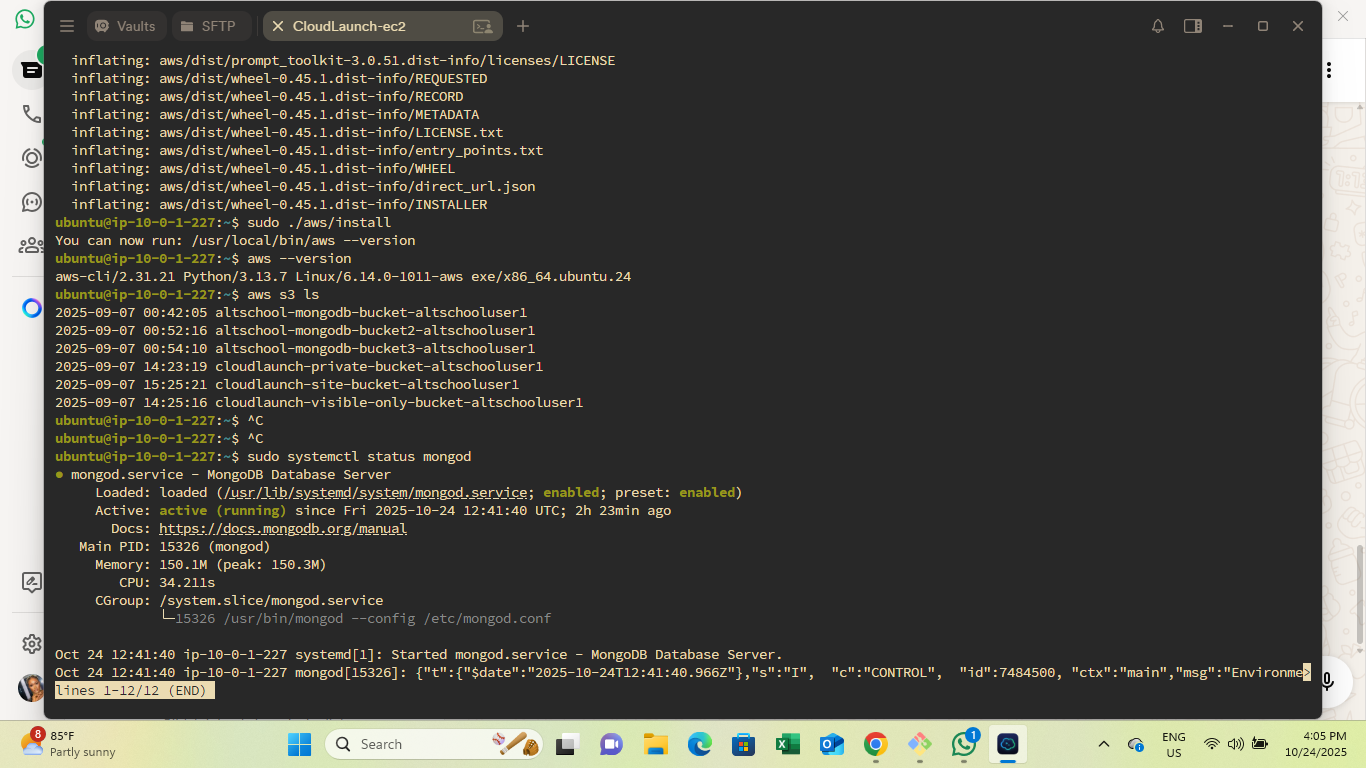 Vaults
SFTP
CloudLaunch-ec2
inflating: aws/dist/prompt_toolkit-3.0.51.dist-info/licenses/LICENSE
inflating: aws/dist/wheel-0.45.1.dist-info/REQUESTED
inflating: aws/dist/wheel-0.45.1.dist-info/RECORD
inflating: aws/dist/wheel-0.45.1.dist-info/METADATA
inflating: aws/dist/wheel-0.45.1.dist-info/LICENSE.txt
inflating: aws/dist/wheel-0.45.1.dist-info/entry_points.txt
inflating: aws/dist/wheel-0.45.1.dist-info/WHEEL
inflating: aws/dist/wheel-0.45.1.dist-info/direct_url.json
inflating: aws/dist/wheel-0.45.1.dist-info/INSTALLER
ubuntu@ip-10-0-1-227:~$ sudo ./aws/install
You can now run: /usr/local/bin/aws --version
ubuntu@ip-10-0-1-227:~$ aws --version
aws-cli/2.31.21 Python/3.13.7 Linux/6.14.0-1011-aws exe/x86_64.ubuntu.24
ubuntu@ip-10-0-1-227:~$ aws s3 ls
2025-09-07 00:42:05 altschool-mongodb-bucket-altschooluser1
2025-09-07 00:52:16 altschool-mongodb-bucket2-altschooluser1
2025-09-07 00:54:10 altschool-mongodb-bucket3-altschooluser1
2025-09-07 14:23:19 cloudlaunch-private-bucket-altschooluser1
2025-09-07 15:25:21 cloudlaunch-site-bucket-altschooluser1
2025-09-07 14:25:16 cloudlaunch-visible-only-bucket-altschooluser1
ubuntu@ip-10-0-1-227:~$ ^C
ubuntu@ip-10-0-1-227:~$ ^C
ubuntu@ip-10-0-1-227:~$ sudo systemctl status mongod
● mongod.service - MongoDB Database Server
Loaded: loaded (/usr/lib/systemd/system/mongod.service; enabled; preset: enabled)
Active: active (running) since Fri 2025-10-24 12:41:40 UTC; 2h 23min ago
Docs: https://docs.mongodb.org/manual
Main PID: 15326 (mongod)
Memory: 150.1M (peak: 150.3M)
CPU: 34.211s
CGroup: /system.slice/mongod.service
└─15326 /usr/bin/mongod --config /etc/mongod.conf
Oct 24 12:41:40 ip-10-0-1-227 systemd[1]: Started mongod.service - MongoDB Database Server.
Oct 24 12:41:40 ip-10-0-1-227 mongod[15326]: {"t":{"$date":"2025-10-24T12:41:40.966Z"},"s":"I",  "c":"CONTROL",  "id":7484500, "ctx":"main","msg":"Environme>
lines 1-12/12 (END)
8
85°F
Partly sunny
Search
1
ENG
US
4:05 PM
10/24/2025